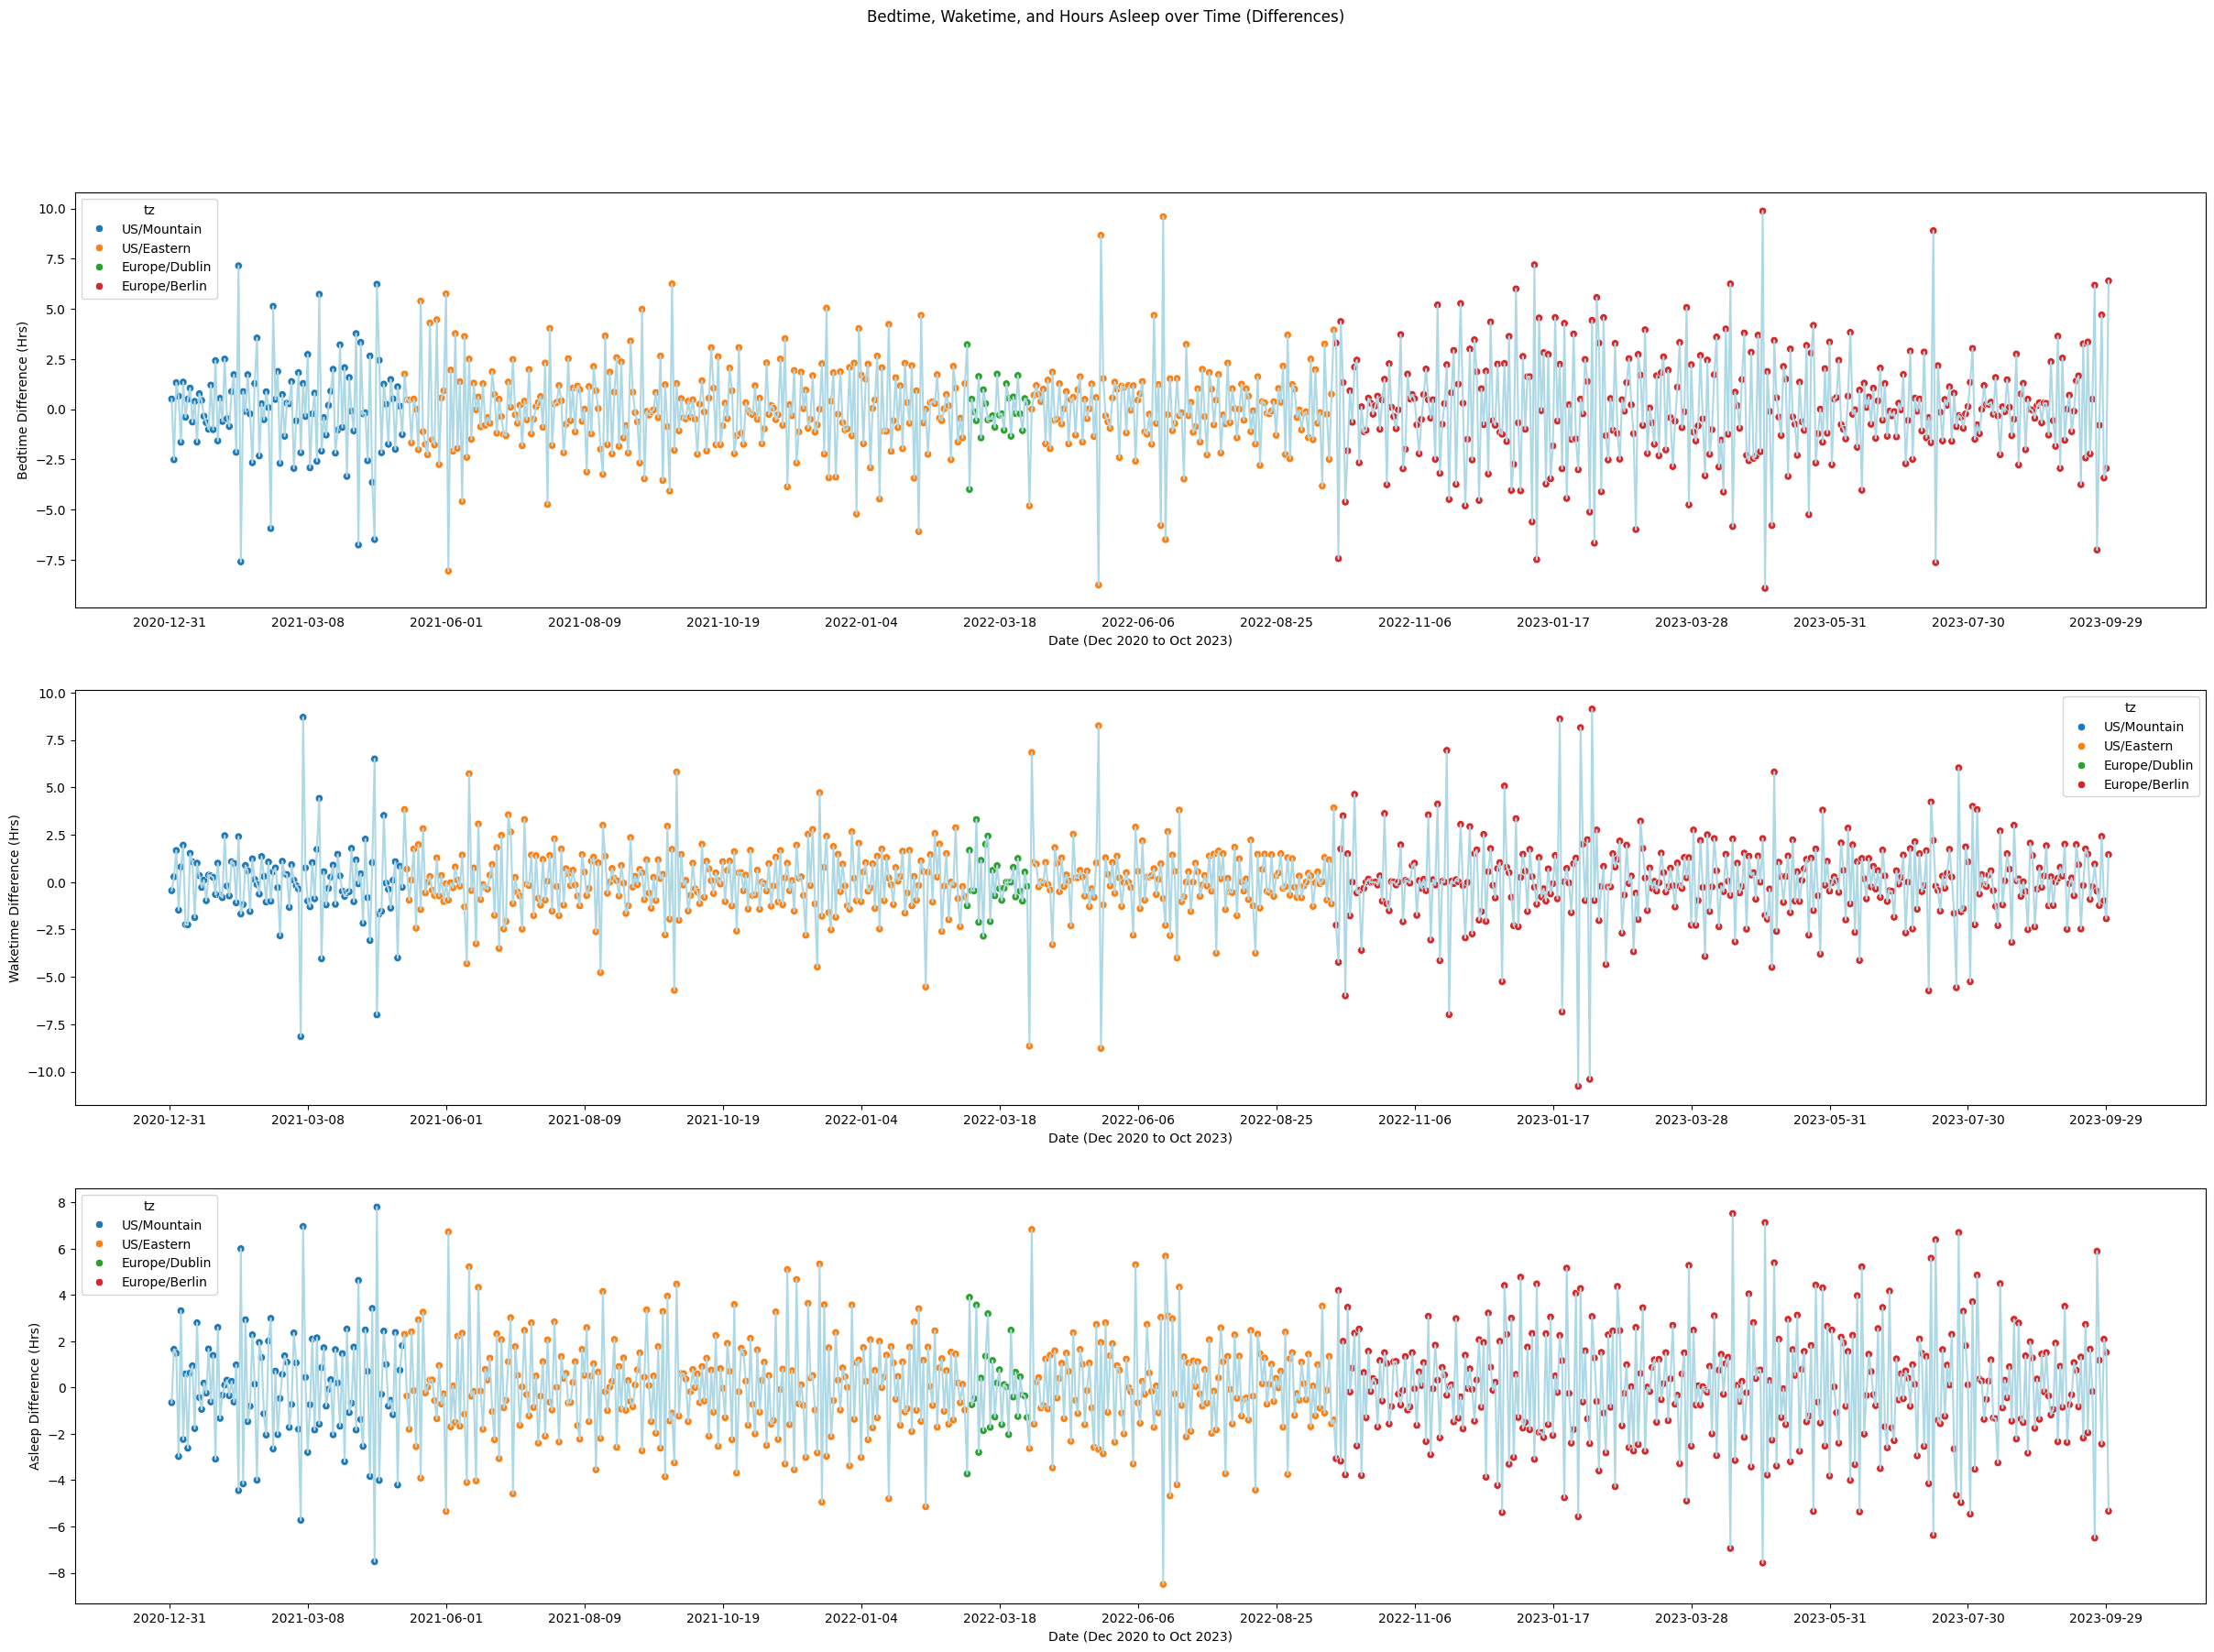 Bedtime, Waketime, and Hours Asleep over Time (Differences)
tz
US/Mountain
US/Eastern
Europe/Dublin
Europe/Berlin
10.0
7.5
5.0
2.5
0.0
−2.5
−5.0
−7.5
Bedtime Difference (Hrs)
2020-12-31 2021-03-08 2021-06-01 2021-08-09 2021-10-19 2022-01-04 2022-03-18 2022-06-06 2022-08-25 2022-11-06 2023-01-17 2023-03-28 2023-05-31 2023-07-30 2023-09-29
Date (Dec 2020 to Oct 2023)
tz
US/Mountain
US/Eastern
Europe/Dublin
Europe/Berlin
10.0
7.5
5.0
2.5
0.0
−2.5
−5.0
−7.5
−10.0
Waketime Difference (Hrs)
2020-12-31 2021-03-08 2021-06-01 2021-08-09 2021-10-19 2022-01-04 2022-03-18 2022-06-06 2022-08-25 2022-11-06 2023-01-17 2023-03-28 2023-05-31 2023-07-30 2023-09-29
Date (Dec 2020 to Oct 2023)
tz
US/Mountain
US/Eastern
Europe/Dublin
Europe/Berlin
8
6
4
2
0
−2
−4
−6
−8
Asleep Difference (Hrs)
2020-12-31 2021-03-08 2021-06-01 2021-08-09 2021-10-19 2022-01-04 2022-03-18 2022-06-06 2022-08-25 2022-11-06 2023-01-17 2023-03-28 2023-05-31 2023-07-30 2023-09-29
Date (Dec 2020 to Oct 2023)